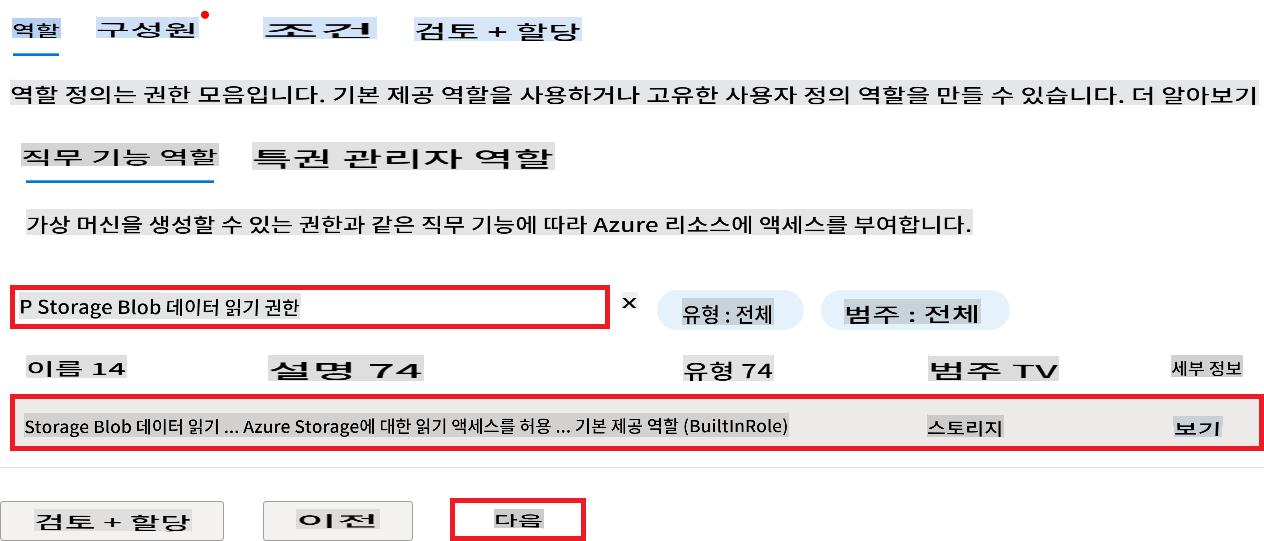 역할 구성원 조건 검토 + 할당
역할 정의는 권한 모음입니다. 기본 제공 역할을 사용하거나 고유한 사용자 정의 역할을 만들 수 있습니다. 더 알아보기
직무 기능 역할 특권 관리자 역할
가상 머신을 생성할 수 있는 권한과 같은 직무 기능에 따라 Azure 리소스에 액세스를 부여합니다.
P Storage Blob 데이터 읽기 권한 × 유형 : 전체 범주 : 전체
이름 14 설명 74 유형 74 범주 TV 세부 정보
Storage Blob 데이터 읽기 ... Azure Storage에 대한 읽기 액세스를 허용 ... 기본 제공 역할 (BuiltInRole) 스토리지 보기
검토 + 할당 이전 다음